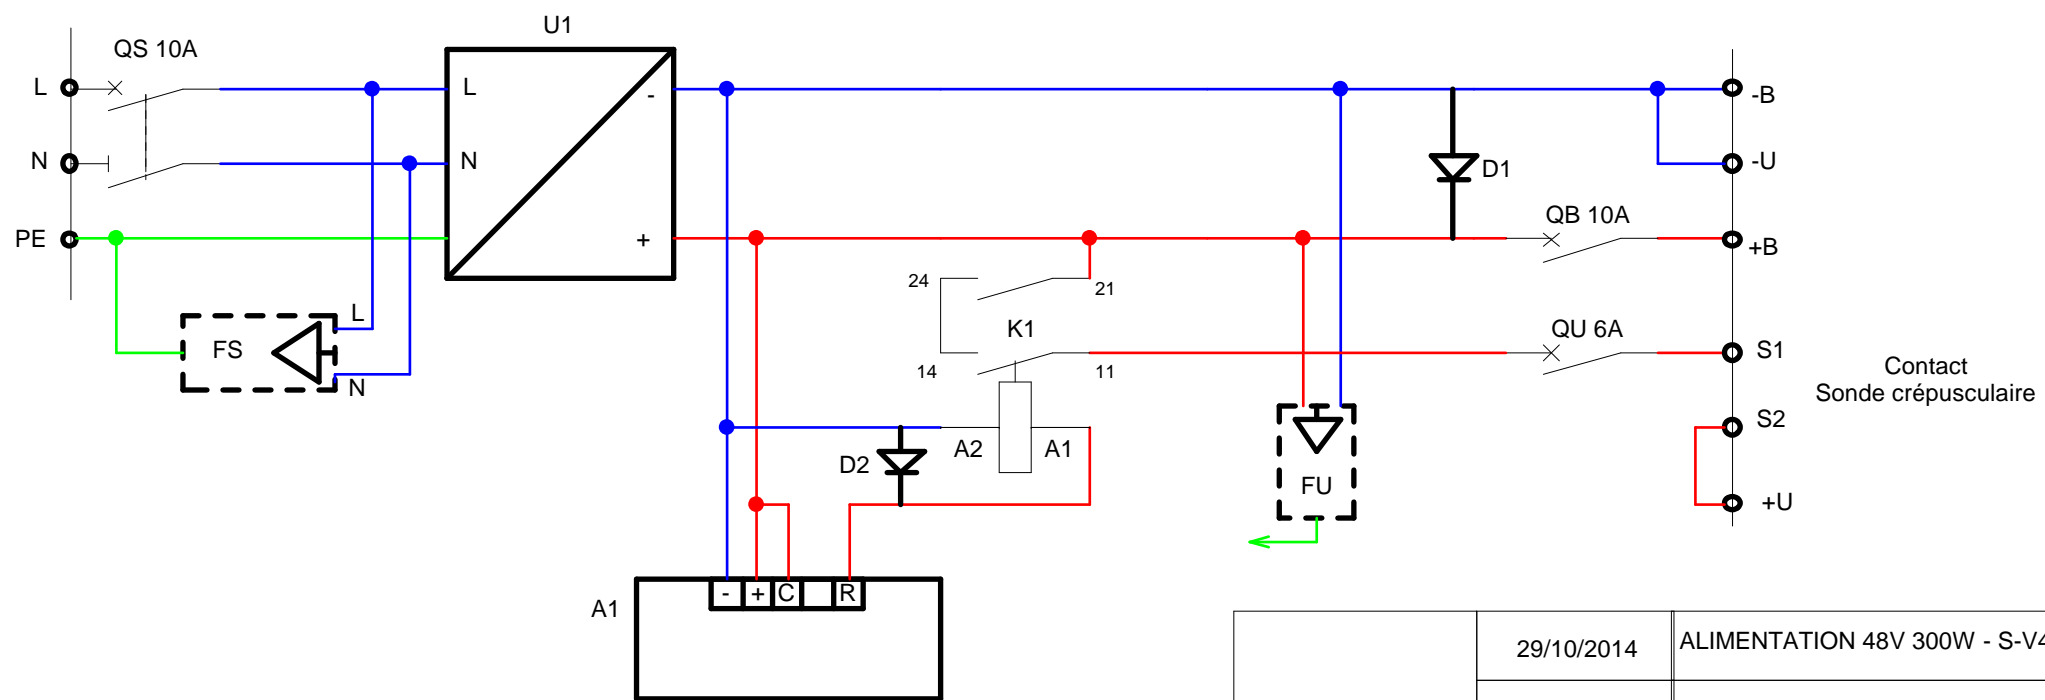 U1
QS 10A
L
L
-
-B
N
N
D1
-U
QB 10A
PE
+
+B
24
21
L
K1
QU 6A
S1
FS
14
11
Contact
N
Sonde crépusculaire
S2
D2
A2
A1
FU
+U
A1
-
+
C
R
29/10/2014
ALIMENTATION 48V 300W - S-V4